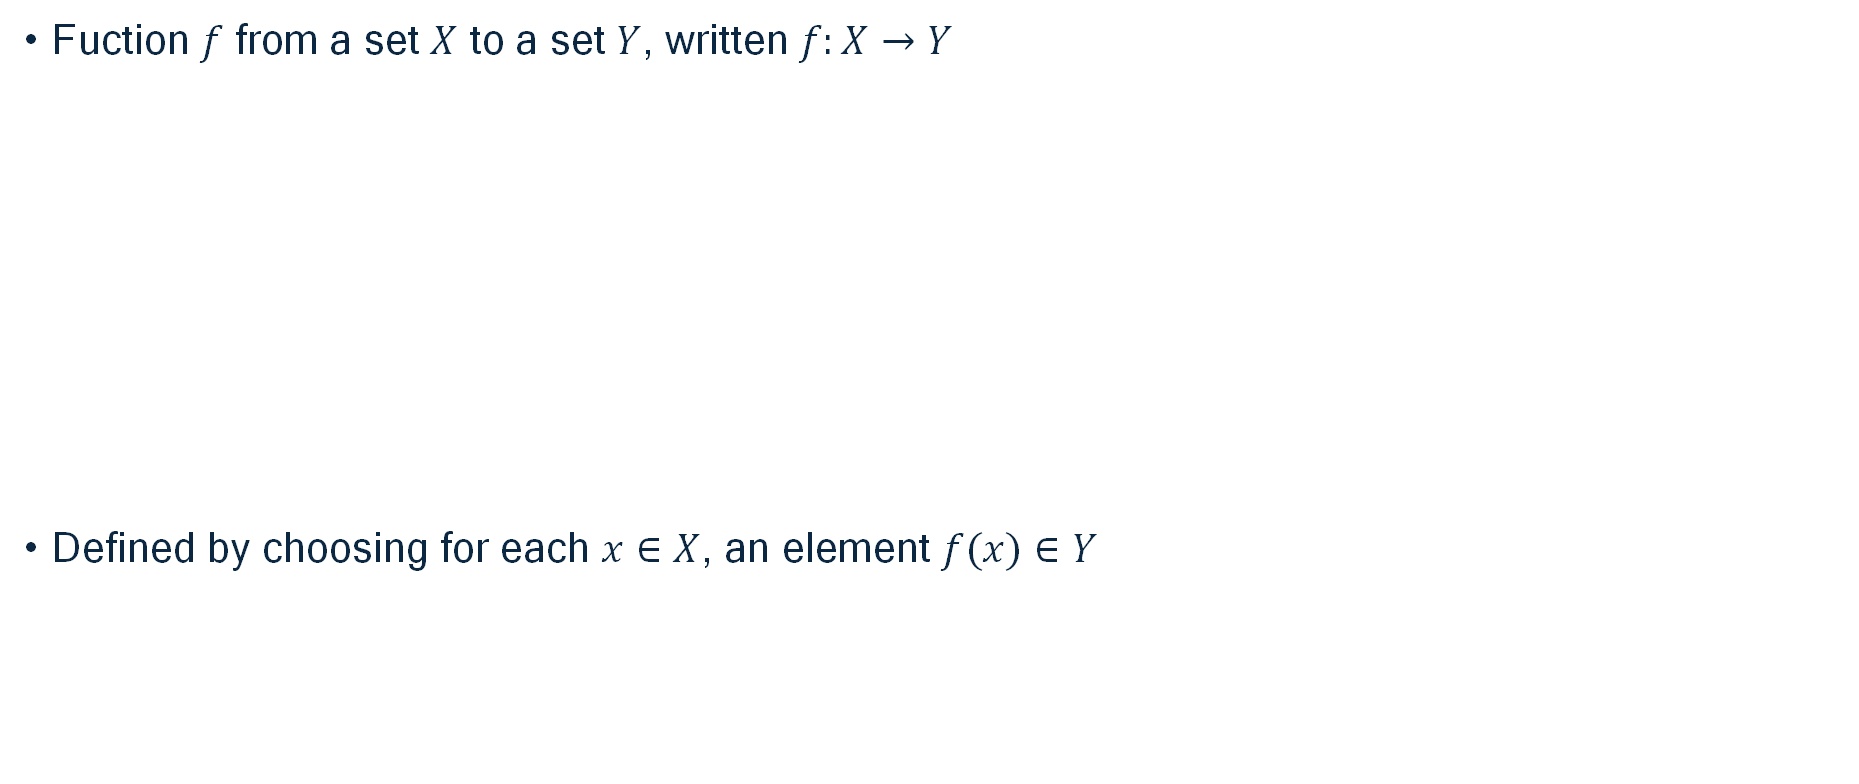 • Fuction f from a set X to a set Y, written f: X → Y
• Defined by choosing for each x ∈ X, an element f(x) ∈ Y